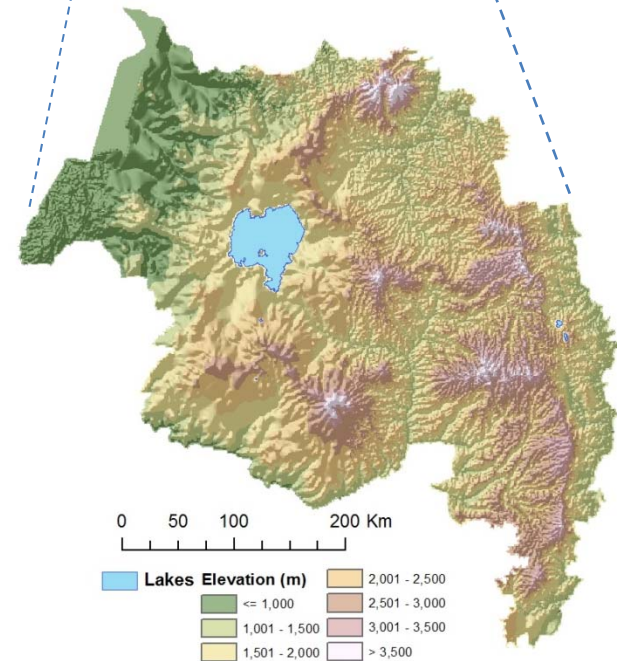 0 50 100 200 Km
Lakes Elevation (m)
<= 1,000
1,001 - 1,500
1,501 - 2,000
2,001 - 2,500
2,501 - 3,000
3,001 - 3,500
> 3,500